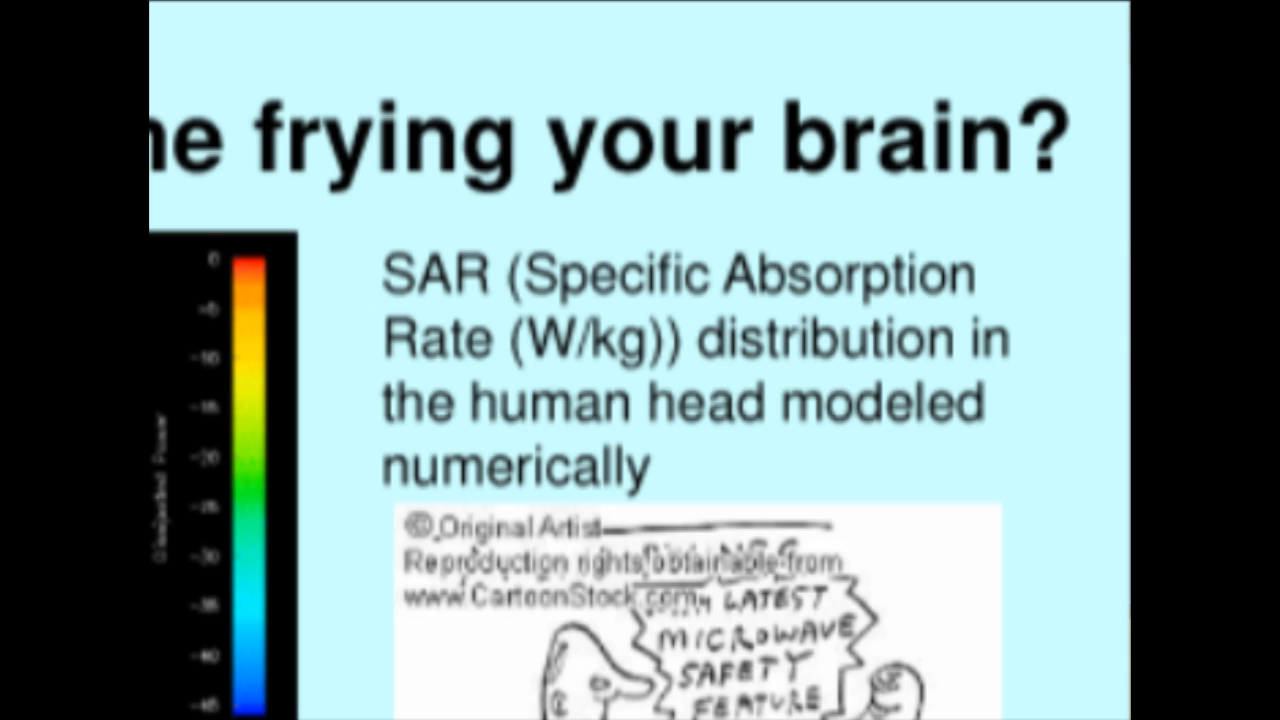 ne frying your brain?
SAR (Specific Absorption
Rate (W/kg)) distribution in
the human head modeled
numerically
0
-5
-10
-15
-20
-25
-30
-35
-40
-45
© Original Artist
Reproduction rights obtainable from
www.CartoonStock.com
LATEST
MICROWAVE
SAFETY
FEATURE